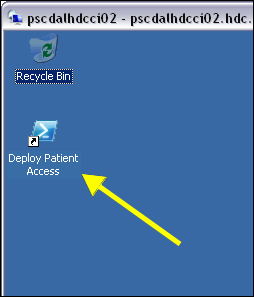 pscdalhdcci02 - pscdalhdcci02.hdc.
Recycle Bin
Deploy Patient
Access